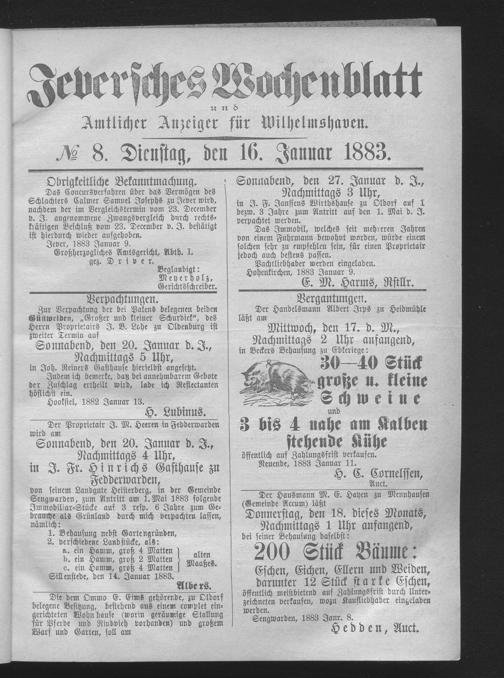 Jeversches Wochenblatt
und
Amtlicher Anzeiger für Wilhelmshaven.
№ 8. Dienstag, den 16. Januar 1883.
Obrigkeitliche Bekanntmachung.
Das Concursverfahren über das Vermögen des
Schlachters Calmer Samuel Josephs zu Jever wird,
nachdem der im Vergleichstermin vom 23. December
v. J. angenommene Zwangsvergleich durch rechts-
kräftigen Beschluß vom 23. December v. J. bestätigt
ist hierdurch wieder aufgehoben.
Jever, 1883 Januar 9.
Großherzogliches Amtsgericht, Abth. I.
gez. Driver.
Beglaubigt:
Meyerholz,
Gerichtsschreiber.
Verpachtungen.
Zur Verpachtung der bei Valens belegenen beiden
Landgüter, „Großer und kleiner Schurdiek", des
Herrn Proprietairs J. B. Lohe zu Oldenburg ist
zweiter Termin auf
Sonnabend, den 20. Januar d. J.,
Nachmittags 5 Uhr,
in Joh. Reiners Gasthause hierselbst angesetzt.
Indem ich bemerke, daß bei annehmbarem Gebote
der Zuschlag ertheilt wird, lade ich Reflectanten
höflichst ein.
Hooksiel, 1882 Januar 13.
H. Lubinus.
Der Proprietair J. M. Heeren in Fedderwarden
wird am
Sonnabend, den 20. Januar d. J.,
Nachmittags 4 Uhr,
in J. Fr. Hinrichs Gasthause zu
Fedderwarden,
von seinem Landgute Heisterberg, in der Gemeinde
Sengwarden, zum Antritt am 1. Mai 1883 folgende
Immobiliar-Stücke auf 3 resp. 6 Jahre zum Ge-
brauche als Grünland durch mich verpachten lassen,
nämlich:
1. Behausung nebst Gartengründen,
2. verschiedene Landstücke, als:
a. ein Hamm, groß 4 Matten
b. ein Hamm, groß 2 Matten
c. ein Hamm, groß 4 Matten
alten
Maaßes.
Sillenstede, den 14. Januar 1883.
Albers.
Die dem Ommo E. Eims gehörende, zu Oldorf
belegene Besitzung, bestehend aus einem complet ein-
gerichteten Wohnhause (worin geräumige Stallung
für Pferde und Rindvieh vorhanden) und großem
Warf und Garten, soll am
Sonnabend, den 27. Januar d. J.,
Nachmittags 3 Uhr,
in J. F. Janssens Wirthshause zu Oldorf auf 1
bezw. 3 Jahre zum Antritt auf den 1. Mai d. J.
verpachtet werden.
Das Immobil, welches seit mehreren Jahren
von einem Fuhrmann bewohnt worden, würde einem
solchen sehr zu empfehlen sein, für einen Proprietair
jedoch auch bestens passen.
Pachtliebhaber werden eingeladen.
Hohenkirchen, 1883 Januar 9.
E. M. Harms, Rstllr.
Vergantungen.
Der Handelsmann Albert Irps zu Heidmühle
läßt am
Mittwoch, den 17. d. M.,
Nachmittags 2 Uhr anfangend,
in Beckers Behausung zu Ebkeriege:
30—40 Stück
große u. kleine
Schweine
und
3 bis 4 nahe am Kalben
stehende Kühe
öffentlich auf Zahlungsfrist verkaufen.
Neuende, 1883 Januar 11.
H. C. Cornelssen,
Auct.
Der Hausmann M. E. Hayen zu Mennhausen
(Gemeinde Accum) läßt
Donnerstag, den 18. dieses Monats,
Nachmittags 1 Uhr anfangend,
bei seiner Behausung daselbst:
200 Stück Bäume:
Eschen, Eichen, Ellern und Weiden,
darunter 12 Stück starke Eschen,
öffentlich meistbietend auf Zahlungsfrist durch Unter-
zeichneten verkaufen, wozu Kaufliebhaber eingeladen
werden.
Sengwarden, 1883 Janr. 8.
Hedden, Auct.